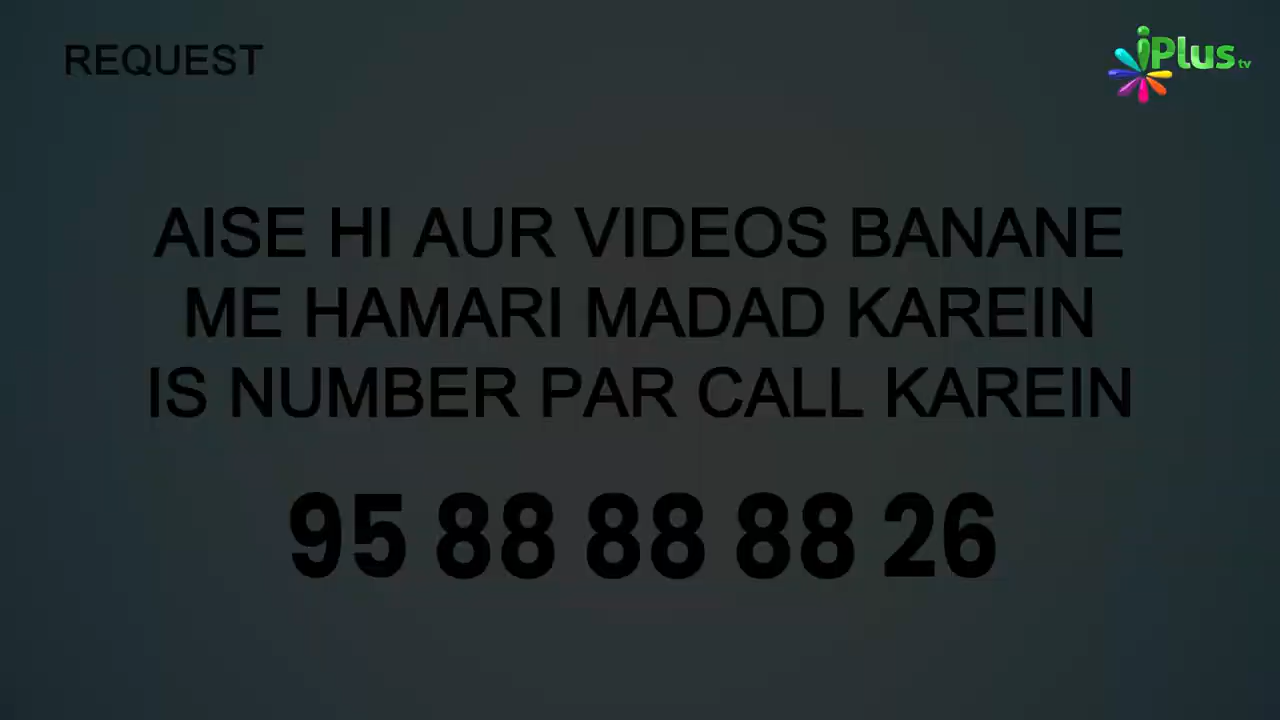 REQUEST
iPlus tv
AISE HI AUR VIDEOS BANANE
ME HAMARI MADAD KAREIN
IS NUMBER PAR CALL KAREIN
95 88 88 88 26